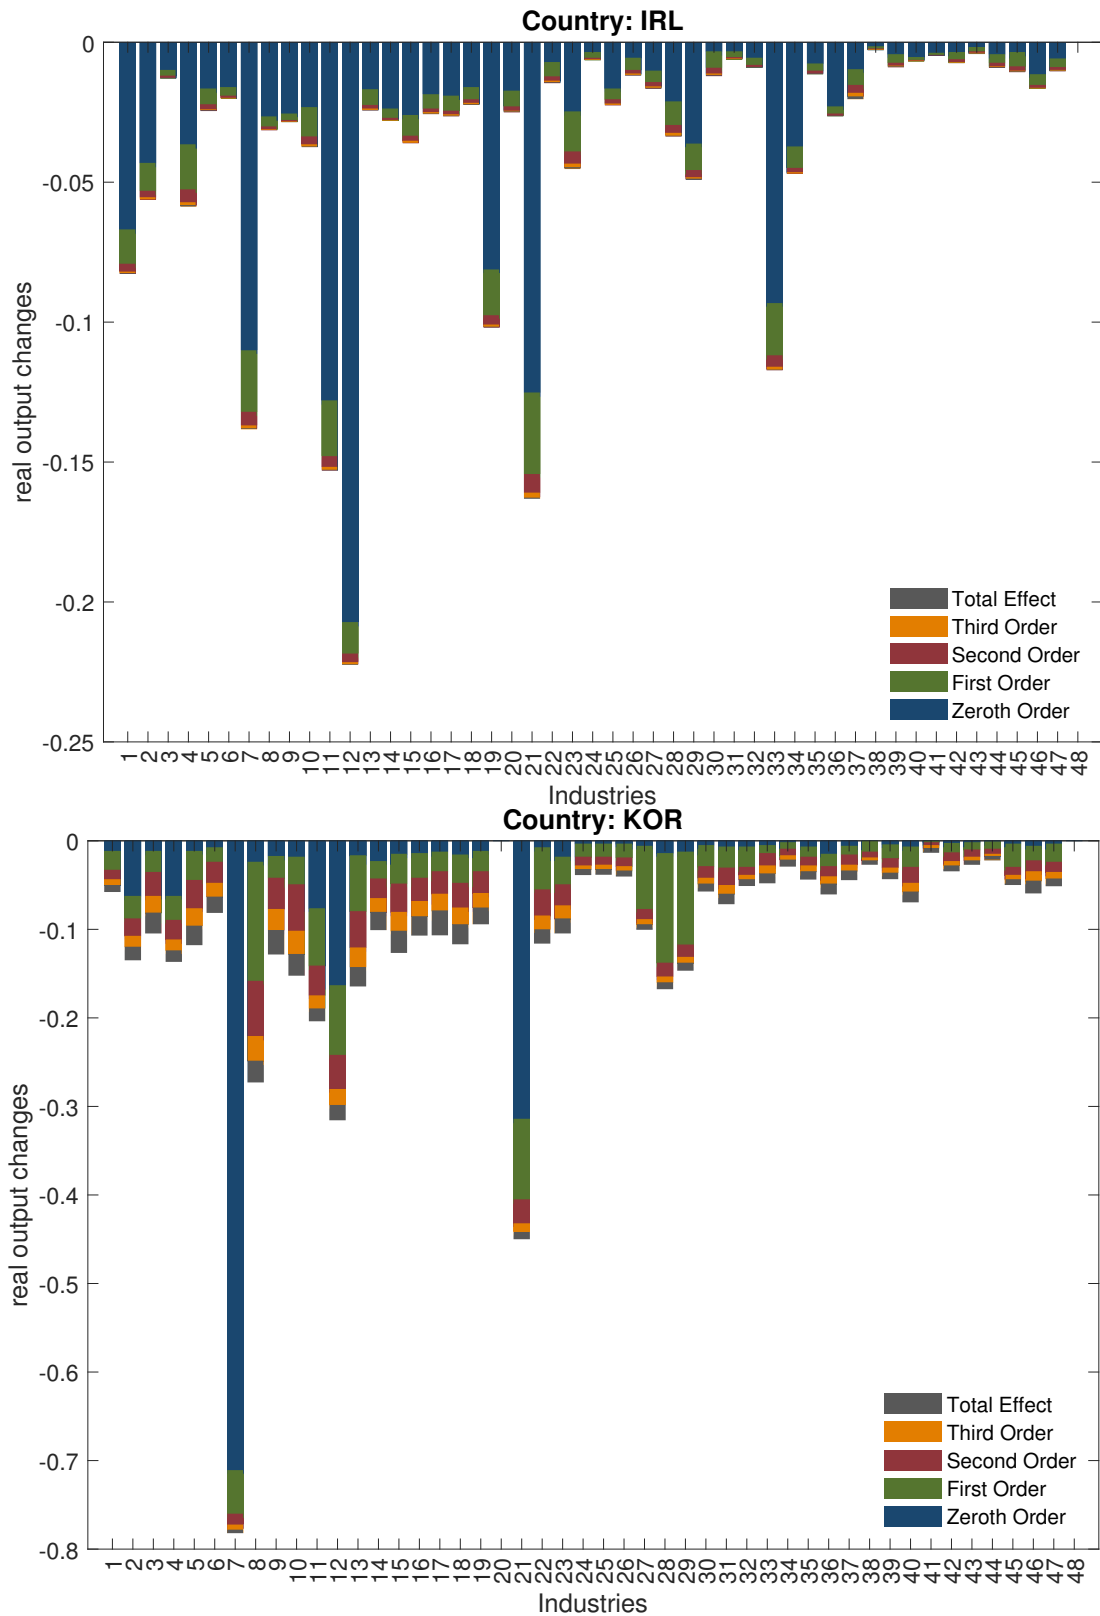 Country: IRL
0
-0.05
-0.1
-0.15
-0.2
-0.25
real output changes
Total Effect
Third Order
Second Order
First Order
Zeroth Order
1 2 3 4 5 6 7 8 9 10 11 12 13 14 15 16 17 18 19 20 21 22 23 24 25 26 27 28 29 30 31 32 33 34 35 36 37 38 39 40 41 42 43 44 45 46 47 48
Industries
Country: KOR
0
-0.1
-0.2
-0.3
-0.4
-0.5
-0.6
-0.7
-0.8
real output changes
Total Effect
Third Order
Second Order
First Order
Zeroth Order
1 2 3 4 5 6 7 8 9 10 11 12 13 14 15 16 17 18 19 20 21 22 23 24 25 26 27 28 29 30 31 32 33 34 35 36 37 38 39 40 41 42 43 44 45 46 47 48
Industries